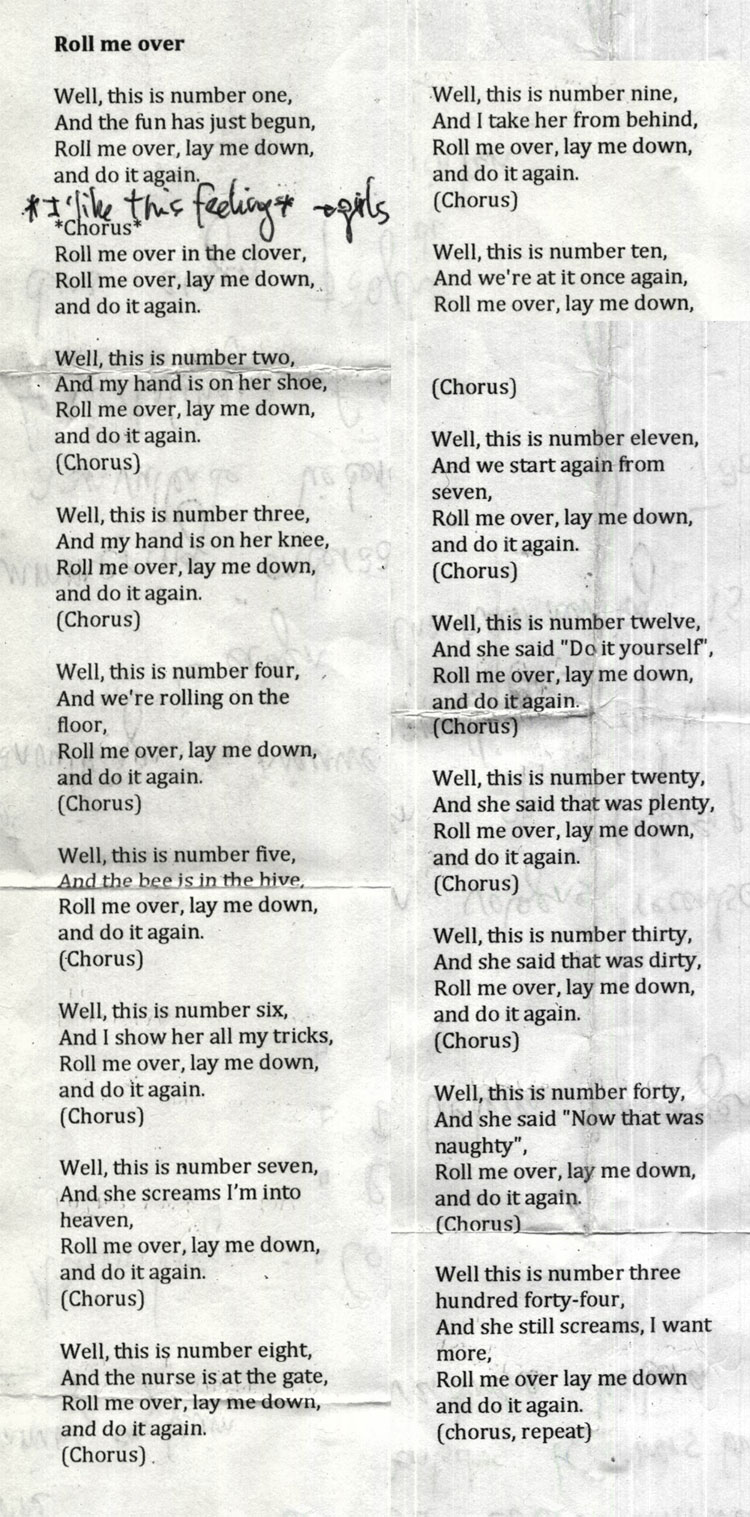 Roll me over
Well, this is number one,
And the fun has just begun,
Roll me over, lay me down,
and do it again.
*I like this feeling* → girls
*Chorus*
Roll me over in the clover,
Roll me over, lay me down,
and do it again.
Well, this is number two,
And my hand is on her shoe,
Roll me over, lay me down,
and do it again.
(Chorus)
Well, this is number three,
And my hand is on her knee,
Roll me over, lay me down,
and do it again.
(Chorus)
Well, this is number four,
And we're rolling on the
floor,
Roll me over, lay me down,
and do it again.
(Chorus)
Well, this is number five,
And the bee is in the hive,
Roll me over, lay me down,
and do it again.
(Chorus)
Well, this is number six,
And I show her all my tricks,
Roll me over, lay me down,
and do it again.
(Chorus)
Well, this is number seven,
And she screams I'm into
heaven,
Roll me over, lay me down,
and do it again.
(Chorus)
Well, this is number eight,
And the nurse is at the gate,
Roll me over, lay me down,
and do it again.
(Chorus)
Well, this is number nine,
And I take her from behind,
Roll me over, lay me down,
and do it again.
(Chorus)
Well, this is number ten,
And we're at it once again,
Roll me over, lay me down,
(Chorus)
Well, this is number eleven,
And we start again from
seven,
Roll me over, lay me down,
and do it again.
(Chorus)
Well, this is number twelve,
And she said "Do it yourself",
Roll me over, lay me down,
and do it again.
(Chorus)
Well, this is number twenty,
And she said that was plenty,
Roll me over, lay me down,
and do it again.
(Chorus)
Well, this is number thirty,
And she said that was dirty,
Roll me over, lay me down,
and do it again.
(Chorus)
Well, this is number forty,
And she said "Now that was
naughty",
Roll me over, lay me down,
and do it again.
(Chorus)
Well this is number three
hundred forty-four,
And she still screams, I want
more,
Roll me over lay me down
and do it again.
(chorus, repeat)